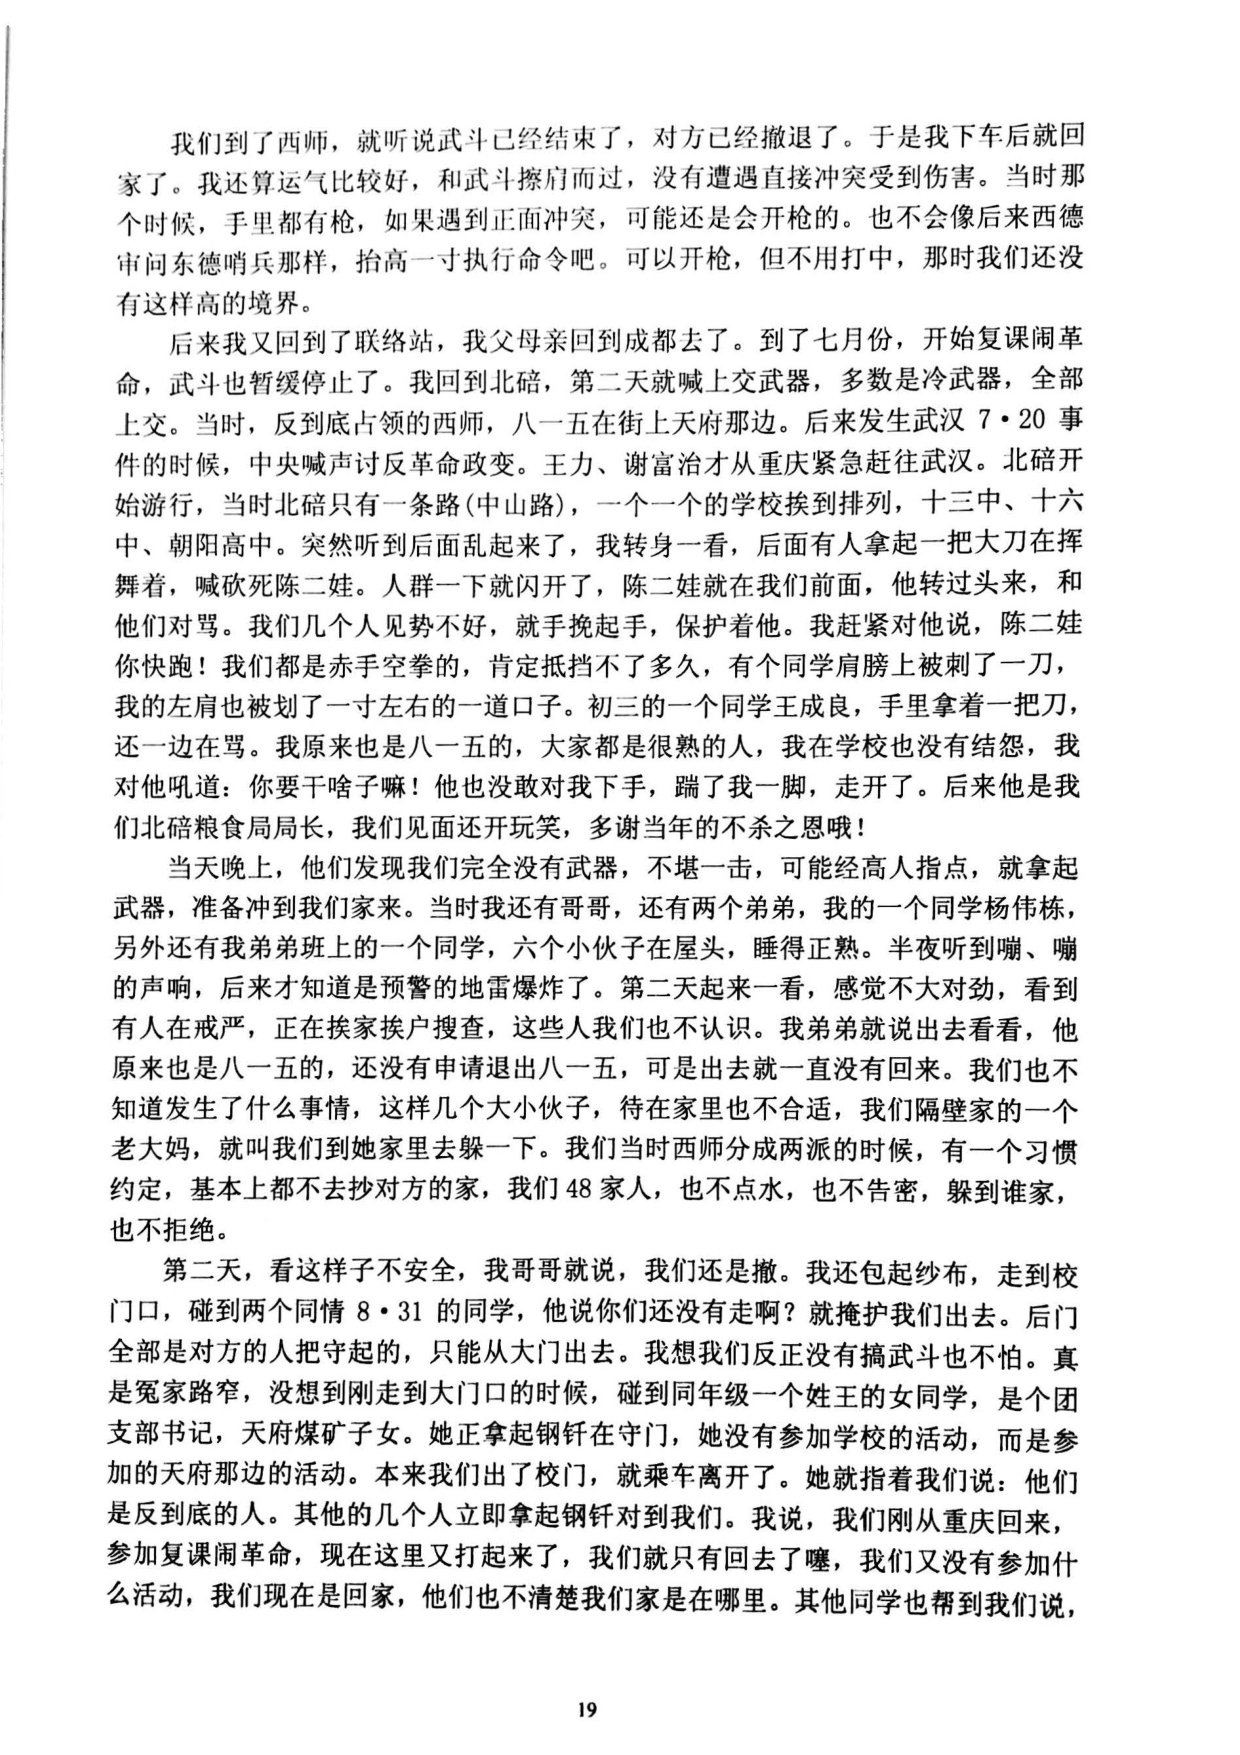 我们到了西师，就听说武斗已经结束了，对方已经撤退了。于是我下车后就回
家了。我还算运气比较好，和武斗擦肩而过，没有遭遇直接冲突受到伤害。当时那
个时候，手里都有枪，如果遇到正面冲突，可能还是会开枪的。也不会像后来西德
审问东德哨兵那样，抬高一寸执行命令吧。可以开枪，但不用打中，那时我们还没
有这样高的境界。
后来我又回到了联络站，我父母亲回到成都去了。到了七月份，开始复课闹革
命，武斗也暂缓停止了。我回到北碚，第二天就喊上交武器，多数是冷武器，全部
上交。当时，反到底占领的西师，八一五在街上天府那边。后来发生武汉 7·20 事
件的时候，中央喊声讨反革命政变。王力、谢富治才从重庆紧急赶往武汉。北碚开
始游行，当时北碚只有一条路(中山路)，一个一个的学校挨到排列，十三中、十六
中、朝阳高中。突然听到后面乱起来了，我转身一看，后面有人拿起一把大刀在挥
舞着，喊砍死陈二娃。人群一下就闪开了，陈二娃就在我们前面，他转过头来，和
他们对骂。我们几个人见势不好，就手挽起手，保护着他。我赶紧对他说，陈二娃
你快跑！我们都是赤手空拳的，肯定抵挡不了多久，有个同学肩膀上被刺了一刀，
我的左肩也被划了一寸左右的一道口子。初三的一个同学王成良，手里拿着一把刀，
还一边在骂。我原来也是八一五的，大家都是很熟的人，我在学校也没有结怨，我
对他吼道：你要干啥子嘛！他也没敢对我下手，踹了我一脚，走开了。后来他是我
们北碚粮食局局长，我们见面还开玩笑，多谢当年的不杀之恩哦！
当天晚上，他们发现我们完全没有武器，不堪一击，可能经高人指点，就拿起
武器，准备冲到我们家来。当时我还有哥哥，还有两个弟弟，我的一个同学杨伟栋，
另外还有我弟弟班上的一个同学，六个小伙子在屋头，睡得正熟。半夜听到嘣、嘣
的声响，后来才知道是预警的地雷爆炸了。第二天起来一看，感觉不大对劲，看到
有人在戒严，正在挨家挨户搜查，这些人我们也不认识。我弟弟就说出去看看，他
原来也是八一五的，还没有申请退出八一五，可是出去就一直没有回来。我们也不
知道发生了什么事情，这样几个大小伙子，待在家里也不合适，我们隔壁家的一个
老大妈，就叫我们到她家里去躲一下。我们当时西师分成两派的时候，有一个习惯
约定，基本上都不去抄对方的家，我们 48 家人，也不点水，也不告密，躲到谁家，
也不拒绝。
第二天，看这样子不安全，我哥哥就说，我们还是撤。我还包起纱布，走到校
门口，碰到两个同情 8·31 的同学，他说你们还没有走啊？就掩护我们出去。后门
全部是对方的人把守起的，只能从大门出去。我想我们反正没有搞武斗也不怕。真
是冤家路窄，没想到刚走到大门口的时候，碰到同年级一个姓王的女同学，是个团
支部书记，天府煤矿子女。她正拿起钢钎在守门，她没有参加学校的活动，而是参
加的天府那边的活动。本来我们出了校门，就乘车离开了。她就指着我们说：他们
是反到底的人。其他的几个人立即拿起钢钎对到我们。我说，我们刚从重庆回来，
参加复课闹革命，现在这里又打起来了，我们就只有回去了噻，我们又没有参加什
么活动，我们现在是回家，他们也不清楚我们家是在哪里。其他同学也帮到我们说，
19